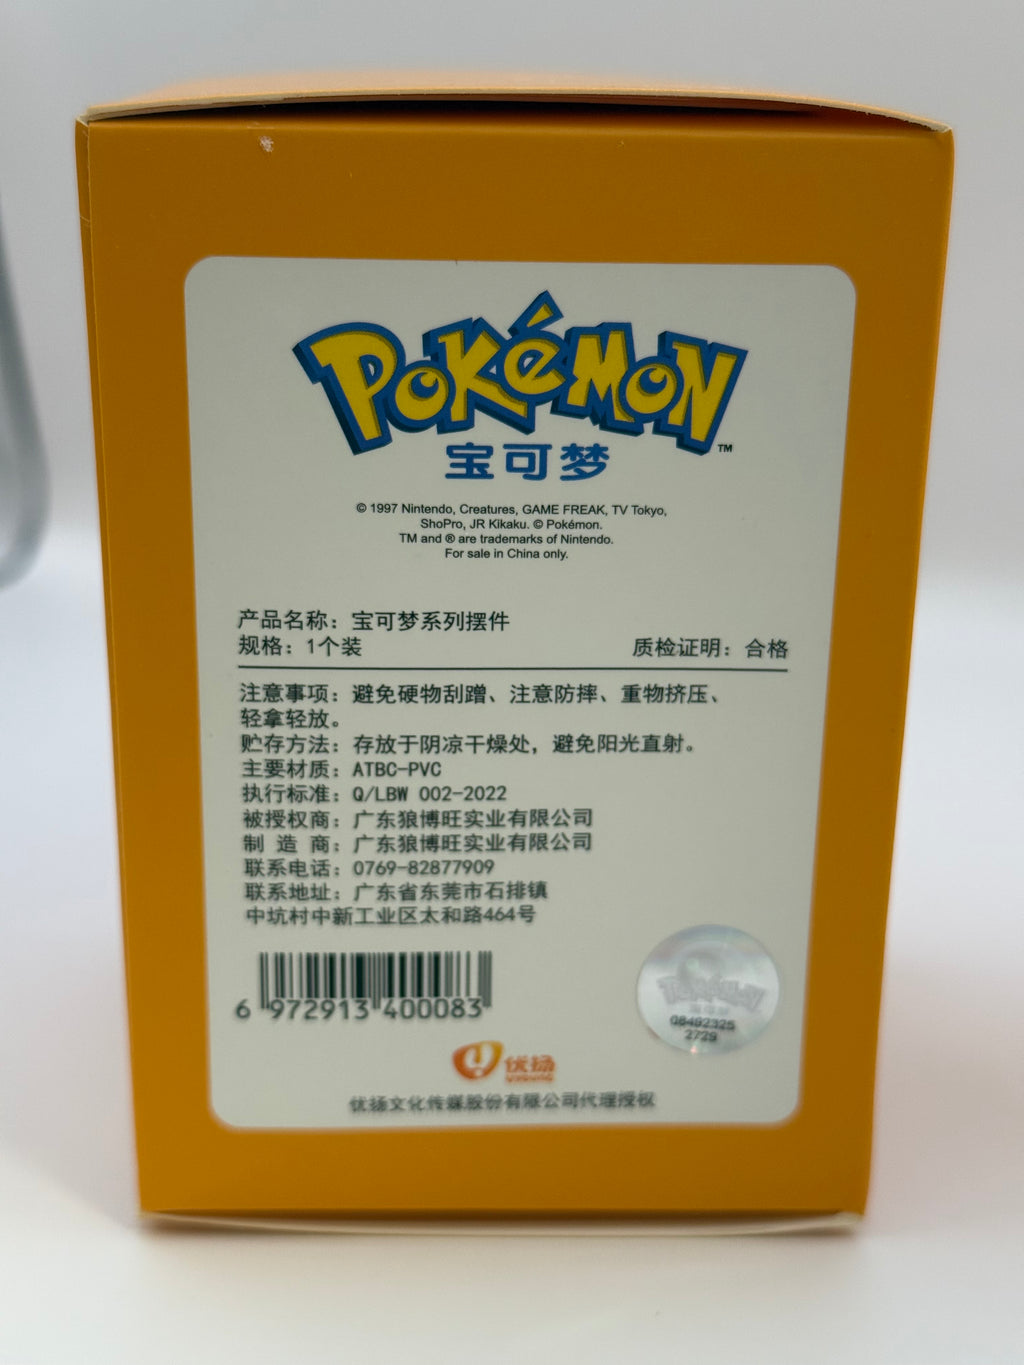 POKéMON
TM
宝可梦
© 1997 Nintendo, Creatures, GAME FREAK, TV Tokyo,
ShoPro, JR Kikaku. © Pokémon.
TM and ® are trademarks of Nintendo.
For sale in China only.
产品名称：宝可梦系列摆件
规格：1个装 质检证明：合格
注意事项：避免硬物刮蹭、注意防摔、重物挤压、
轻拿轻放。
贮存方法：存放于阴凉干燥处，避免阳光直射。
主要材质：ATBC-PVC
执行标准：Q/LBW 002-2022
被授权商：广东狼博旺实业有限公司
制 造 商：广东狼博旺实业有限公司
联系电话：0769-82877909
联系地址：广东省东莞市石排镇
中坑村中新工业区太和路464号
6 972913 400083
POKéMON
08492325
2729
优扬
优扬文化传媒股份有限公司代理授权